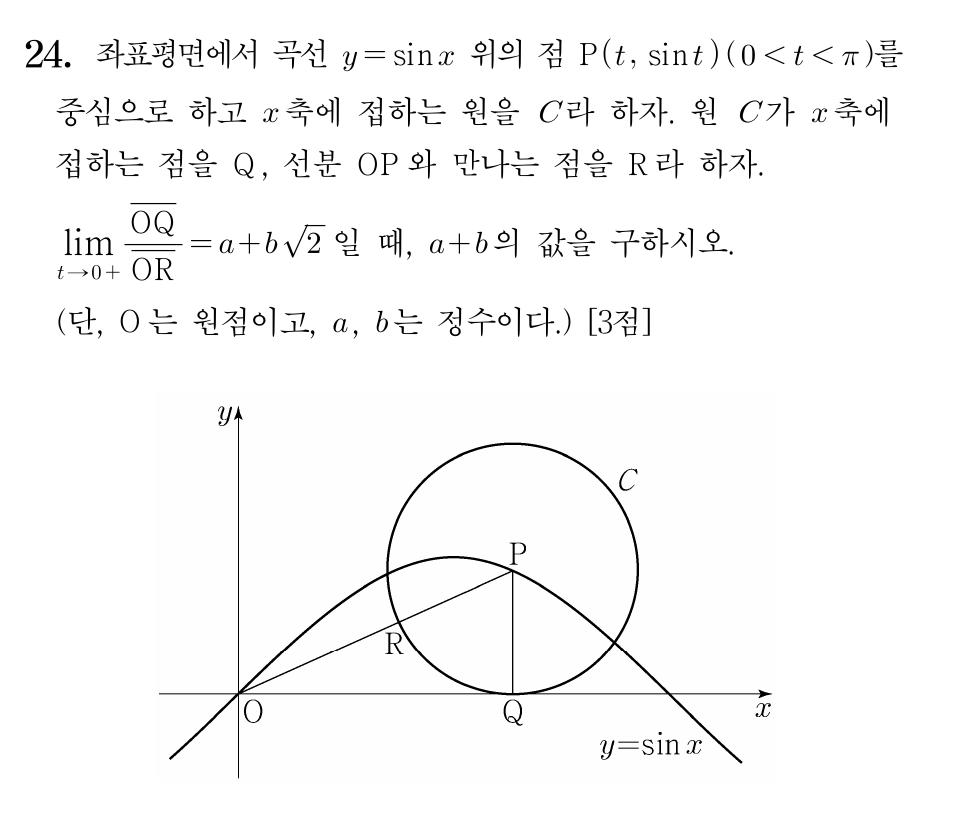 24. 좌표평면에서 곡선 y=sin x 위의 점 P(t, sin t)(0<t<π)를
중심으로 하고 x축에 접하는 원을 C라 하자. 원 C가 x축에
접하는 점을 Q, 선분 OP와 만나는 점을 R라 하자.
lim_{t→0+} \frac{\overline{OQ}}{\overline{OR}} = a+b√2 일 때, a+b의 값을 구하시오.
(단, O는 원점이고, a, b는 정수이다.) [3점]
y
C
P
R
O
Q
x
y=sin x